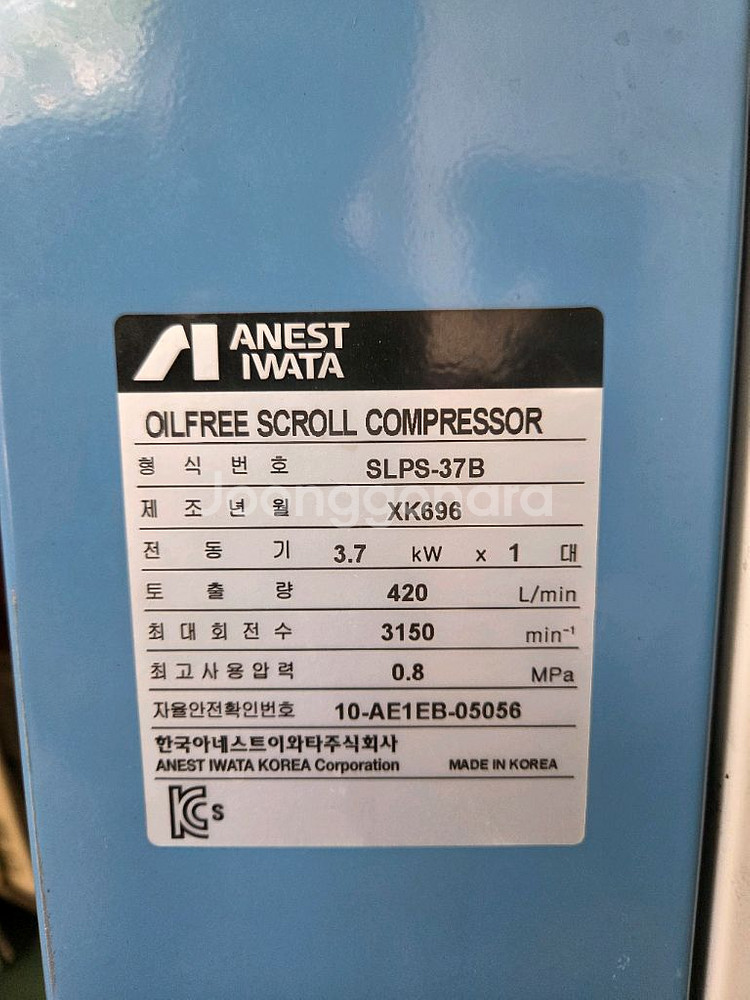 ANEST
IWATA
OILFREE SCROLL COMPRESSOR
형 식 번 호 SLPS-37B
제 조 년 월 XK696
Joonggonara
전 동 기 3.7 kW x 1 대
토 출 량 420 L/min
최 대 회 전 수 3150 min⁻¹
최 고 사 용 압 력 0.8 MPa
자율안전확인번호 10-AE1EB-05056
한국아네스트이와타주식회사
ANEST IWATA KOREA Corporation MADE IN KOREA
KCs